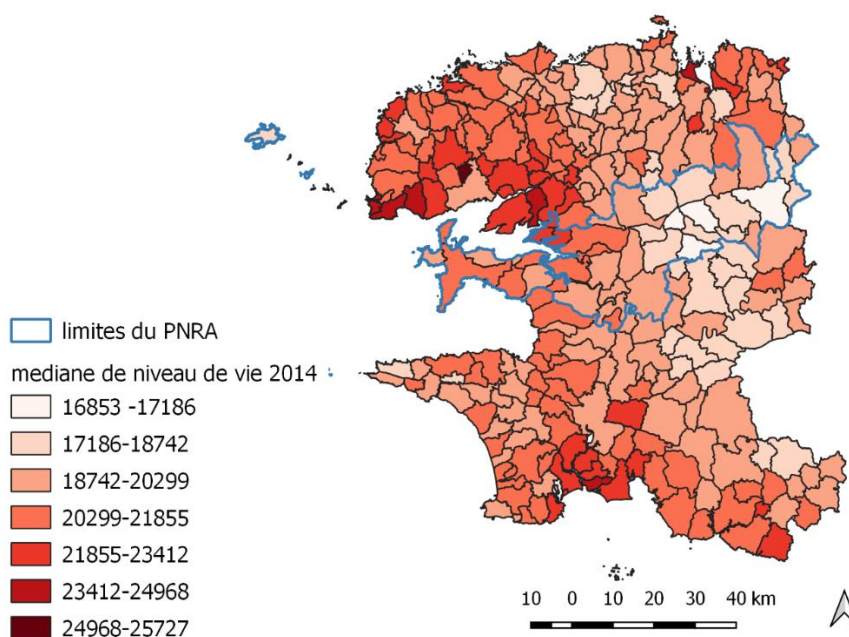 limites du PNRA
mediane de niveau de vie 2014
16853 -17186
17186-18742
18742-20299
20299-21855
21855-23412
23412-24968
24968-25727
10 0 10 20 30 40 km